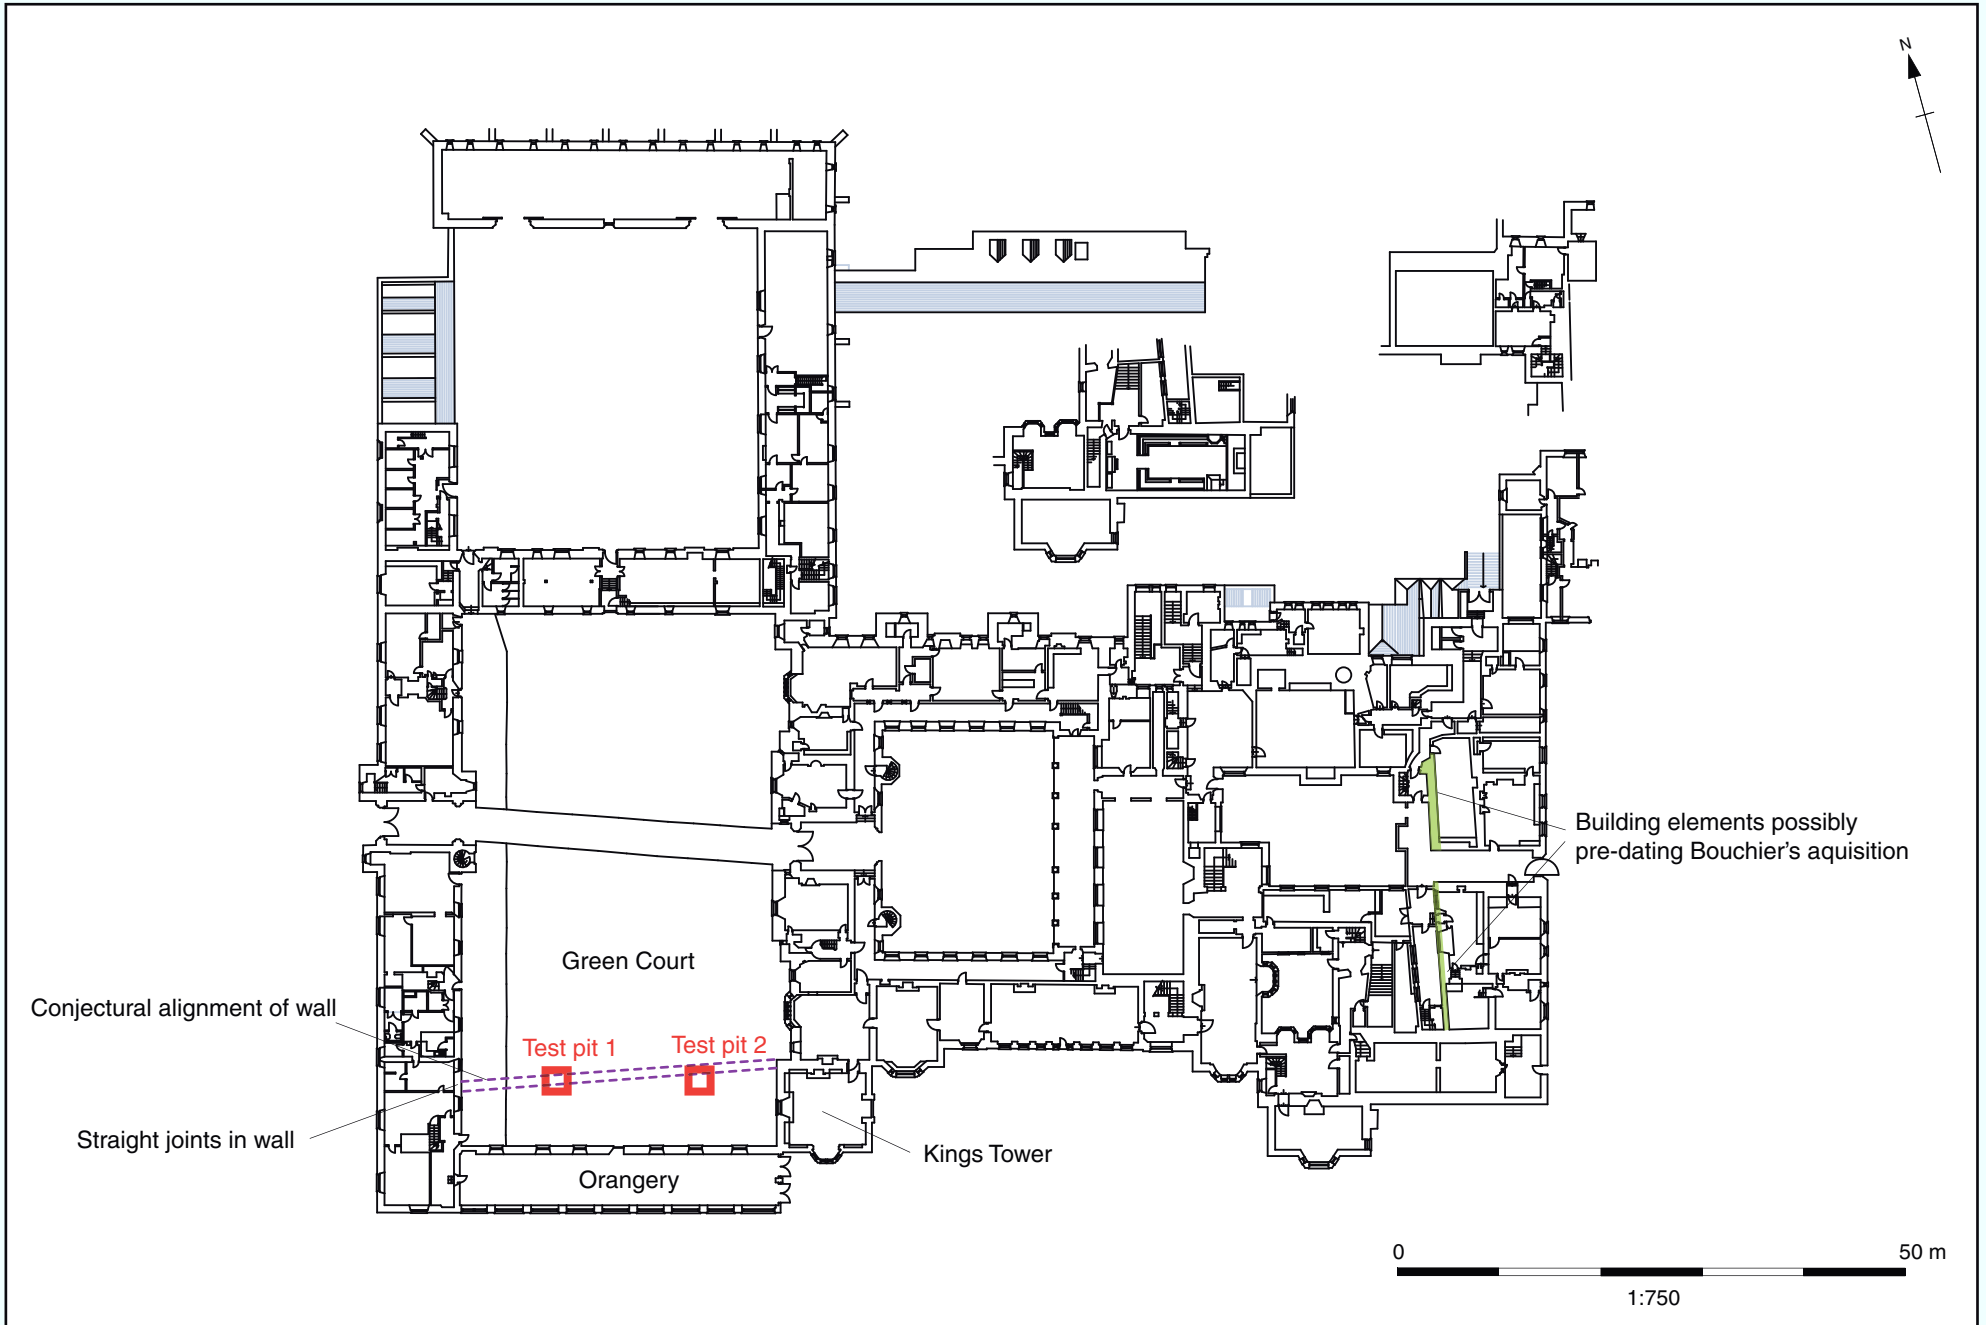 N
Building elements possibly
pre-dating Bouchier's aquisition
Green Court
Conjectural alignment of wall
Test pit 1
Test pit 2
Straight joints in wall
Kings Tower
Orangery
0
50 m
1:750